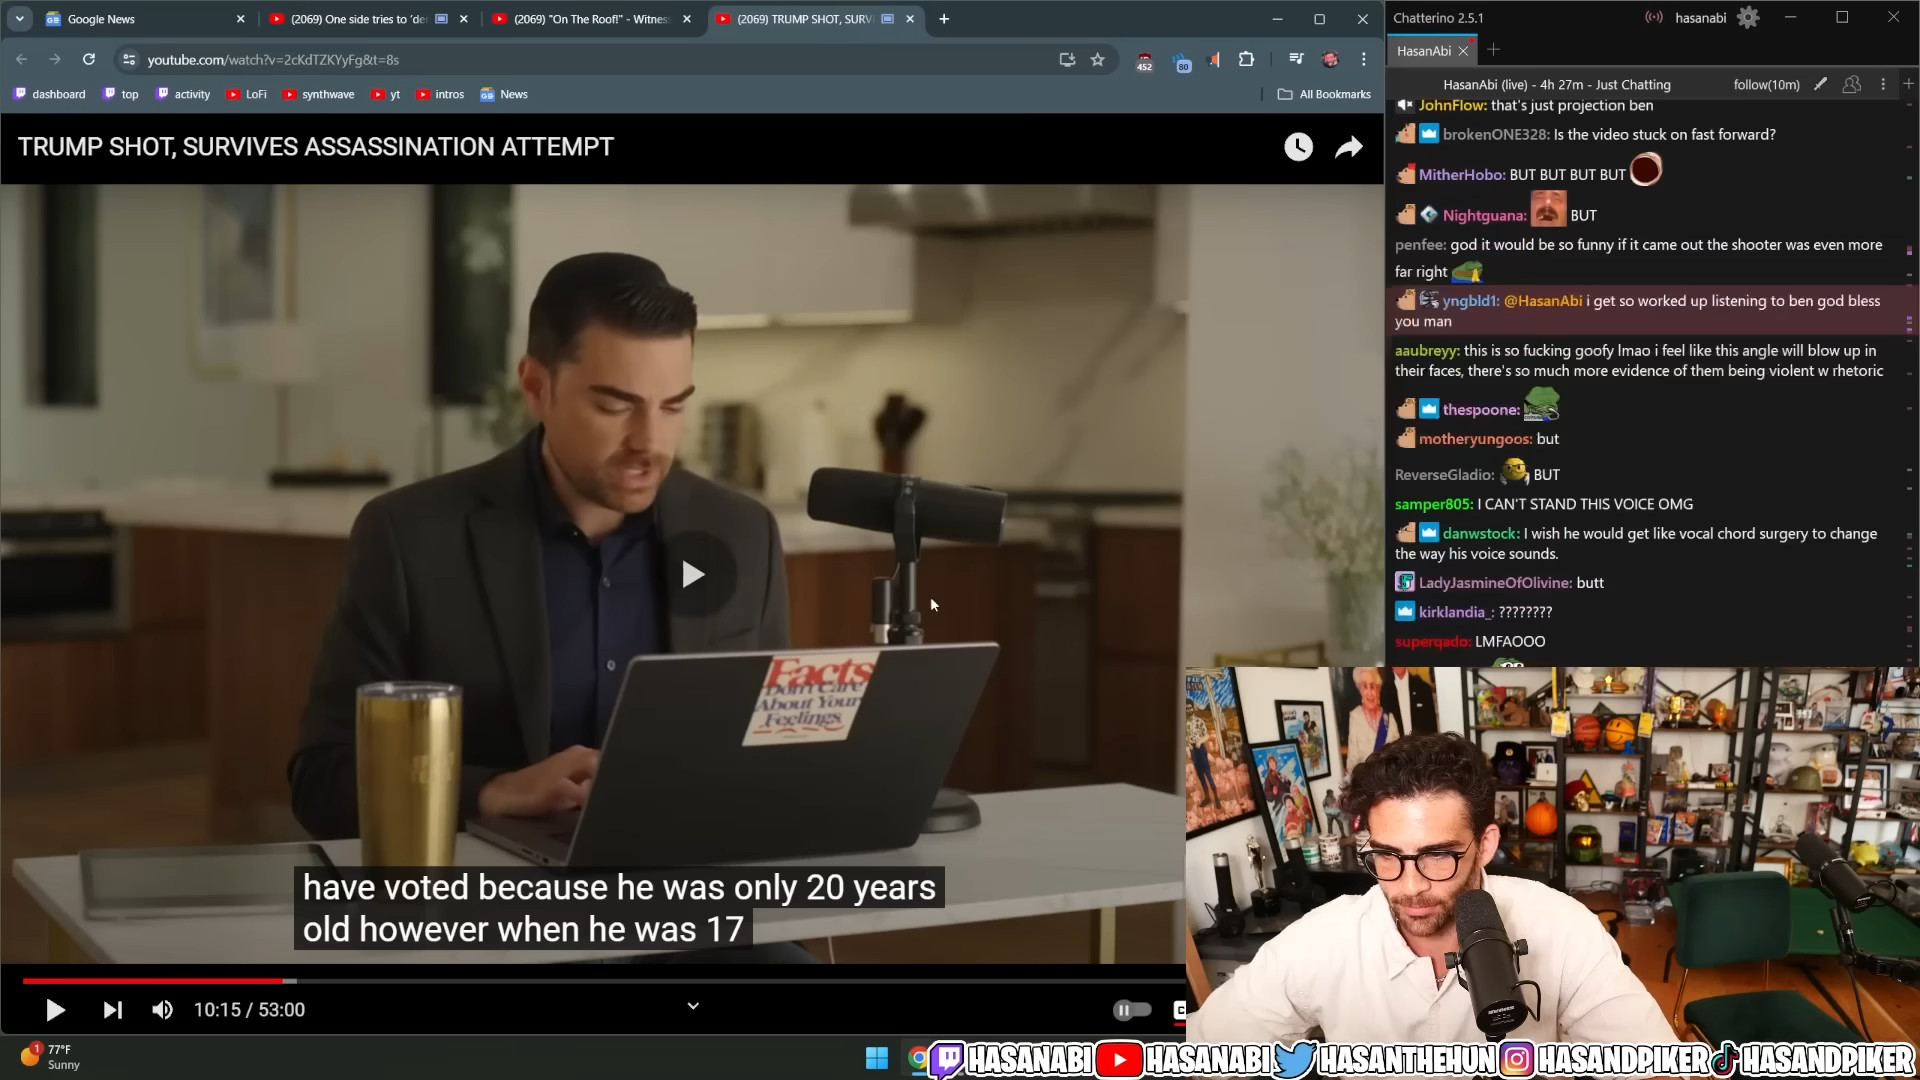 Google News
(2069) One side tries to 'de
(2069) "On The Roof!" - Witnes
(2069) TRUMP SHOT, SURV
youtube.com/watch?v=2cKdTZKYyFg&t=8s
452
80
dashboard
top
activity
LoFi
synthwave
yt
intros
News
All Bookmarks
TRUMP SHOT, SURVIVES ASSASSINATION ATTEMPT
Facts
Don't Care
About Your
Feelings
have voted because he was only 20 years
old however when he was 17
10:15 / 53:00
1
77°F
Sunny
Chatterino 2.5.1
hasanabi
HasanAbi
HasanAbi (live) - 4h 27m - Just Chatting
follow(10m)
JohnFlow: that's just projection ben
brokenONE328: Is the video stuck on fast forward?
MitherHobo: BUT BUT BUT BUT
Nightguana: BUT
penfee: god it would be so funny if it came out the shooter was even more
far right
yngbld1: @HasanAbi i get so worked up listening to ben god bless
you man
aaubreyy: this is so fucking goofy lmao i feel like this angle will blow up in
their faces, there's so much more evidence of them being violent w rhetoric
thespoone:
motheryungoos: but
ReverseGladio: BUT
samper805: I CAN'T STAND THIS VOICE OMG
danwstock: I wish he would get like vocal chord surgery to change
the way his voice sounds.
LadyJasmineOfOlivine: butt
kirklandia_: ????????
superqado: LMFAOOO
HASANABI
HASANABI
HASANTHEHUN
HASANDPIKER
HASANDPIKER